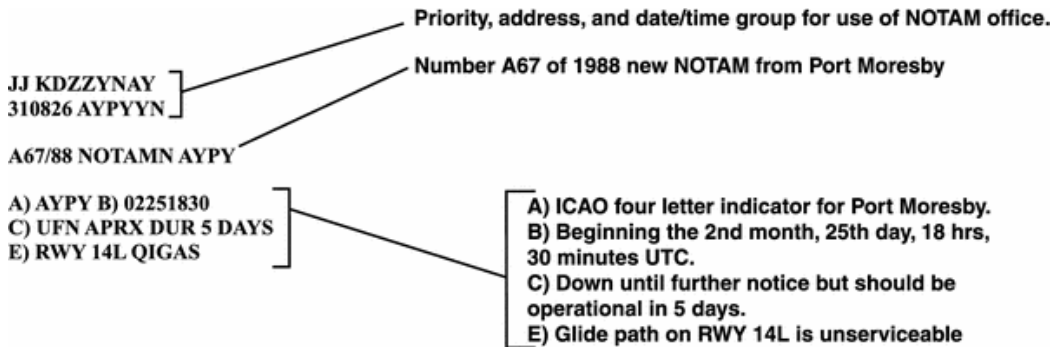 Priority, address, and date/time group for use of NOTAM office.
JJ KDZZYNAY
310826 AYPYYN
Number A67 of 1988 new NOTAM from Port Moresby
A67/88 NOTAMN AYPY
A) AYPY B) 02251830
C) UFN APRX DUR 5 DAYS
E) RWY 14L QIGAS
A) ICAO four letter indicator for Port Moresby.
B) Beginning the 2nd month, 25th day, 18 hrs,
30 minutes UTC.
C) Down until further notice but should be
operational in 5 days.
E) Glide path on RWY 14L is unserviceable